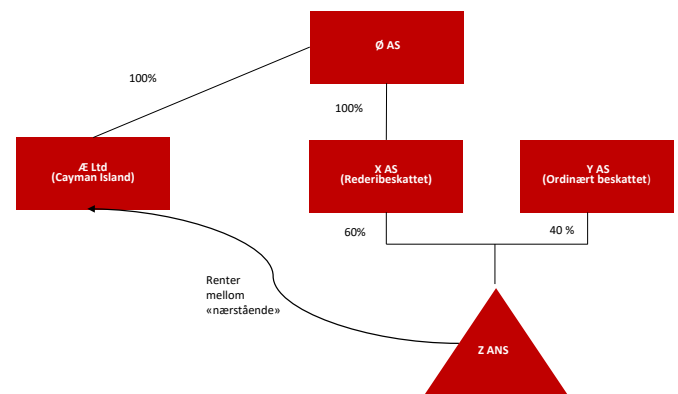 Ø AS
100%
100%
Æ Ltd
(Cayman Island)
X AS
(Rederibeskattet)
Y AS
(Ordinært beskattet)
60%
40 %
Renter
mellom
«nærstående»
Z ANS